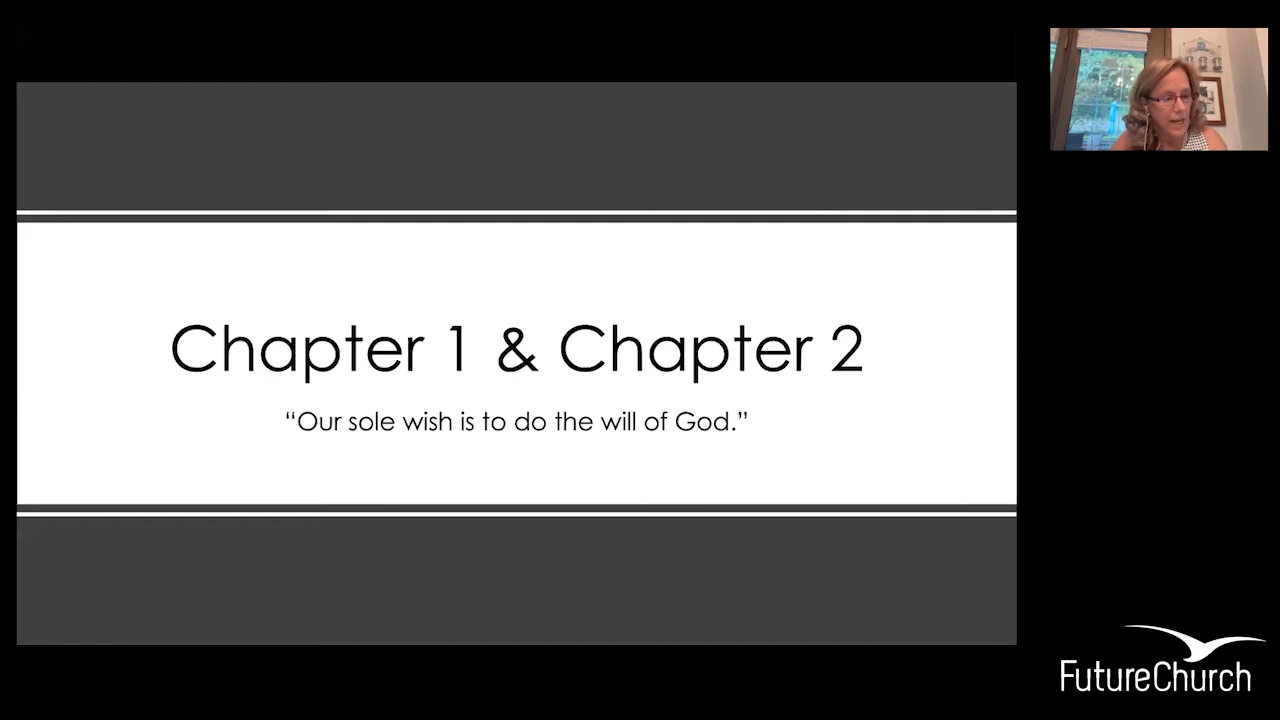 Chapter 1 & Chapter 2
“Our sole wish is to do the will of God.”
FutureChurch